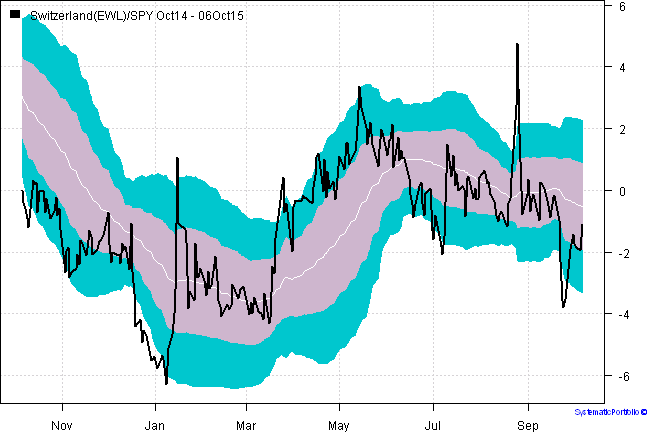 Switzerland(EWL)/SPY Oct14 - 06Oct15
6
4
2
0
-2
-4
-6
Nov Jan Mar May Jul Sep
SystematicPortfolio ©